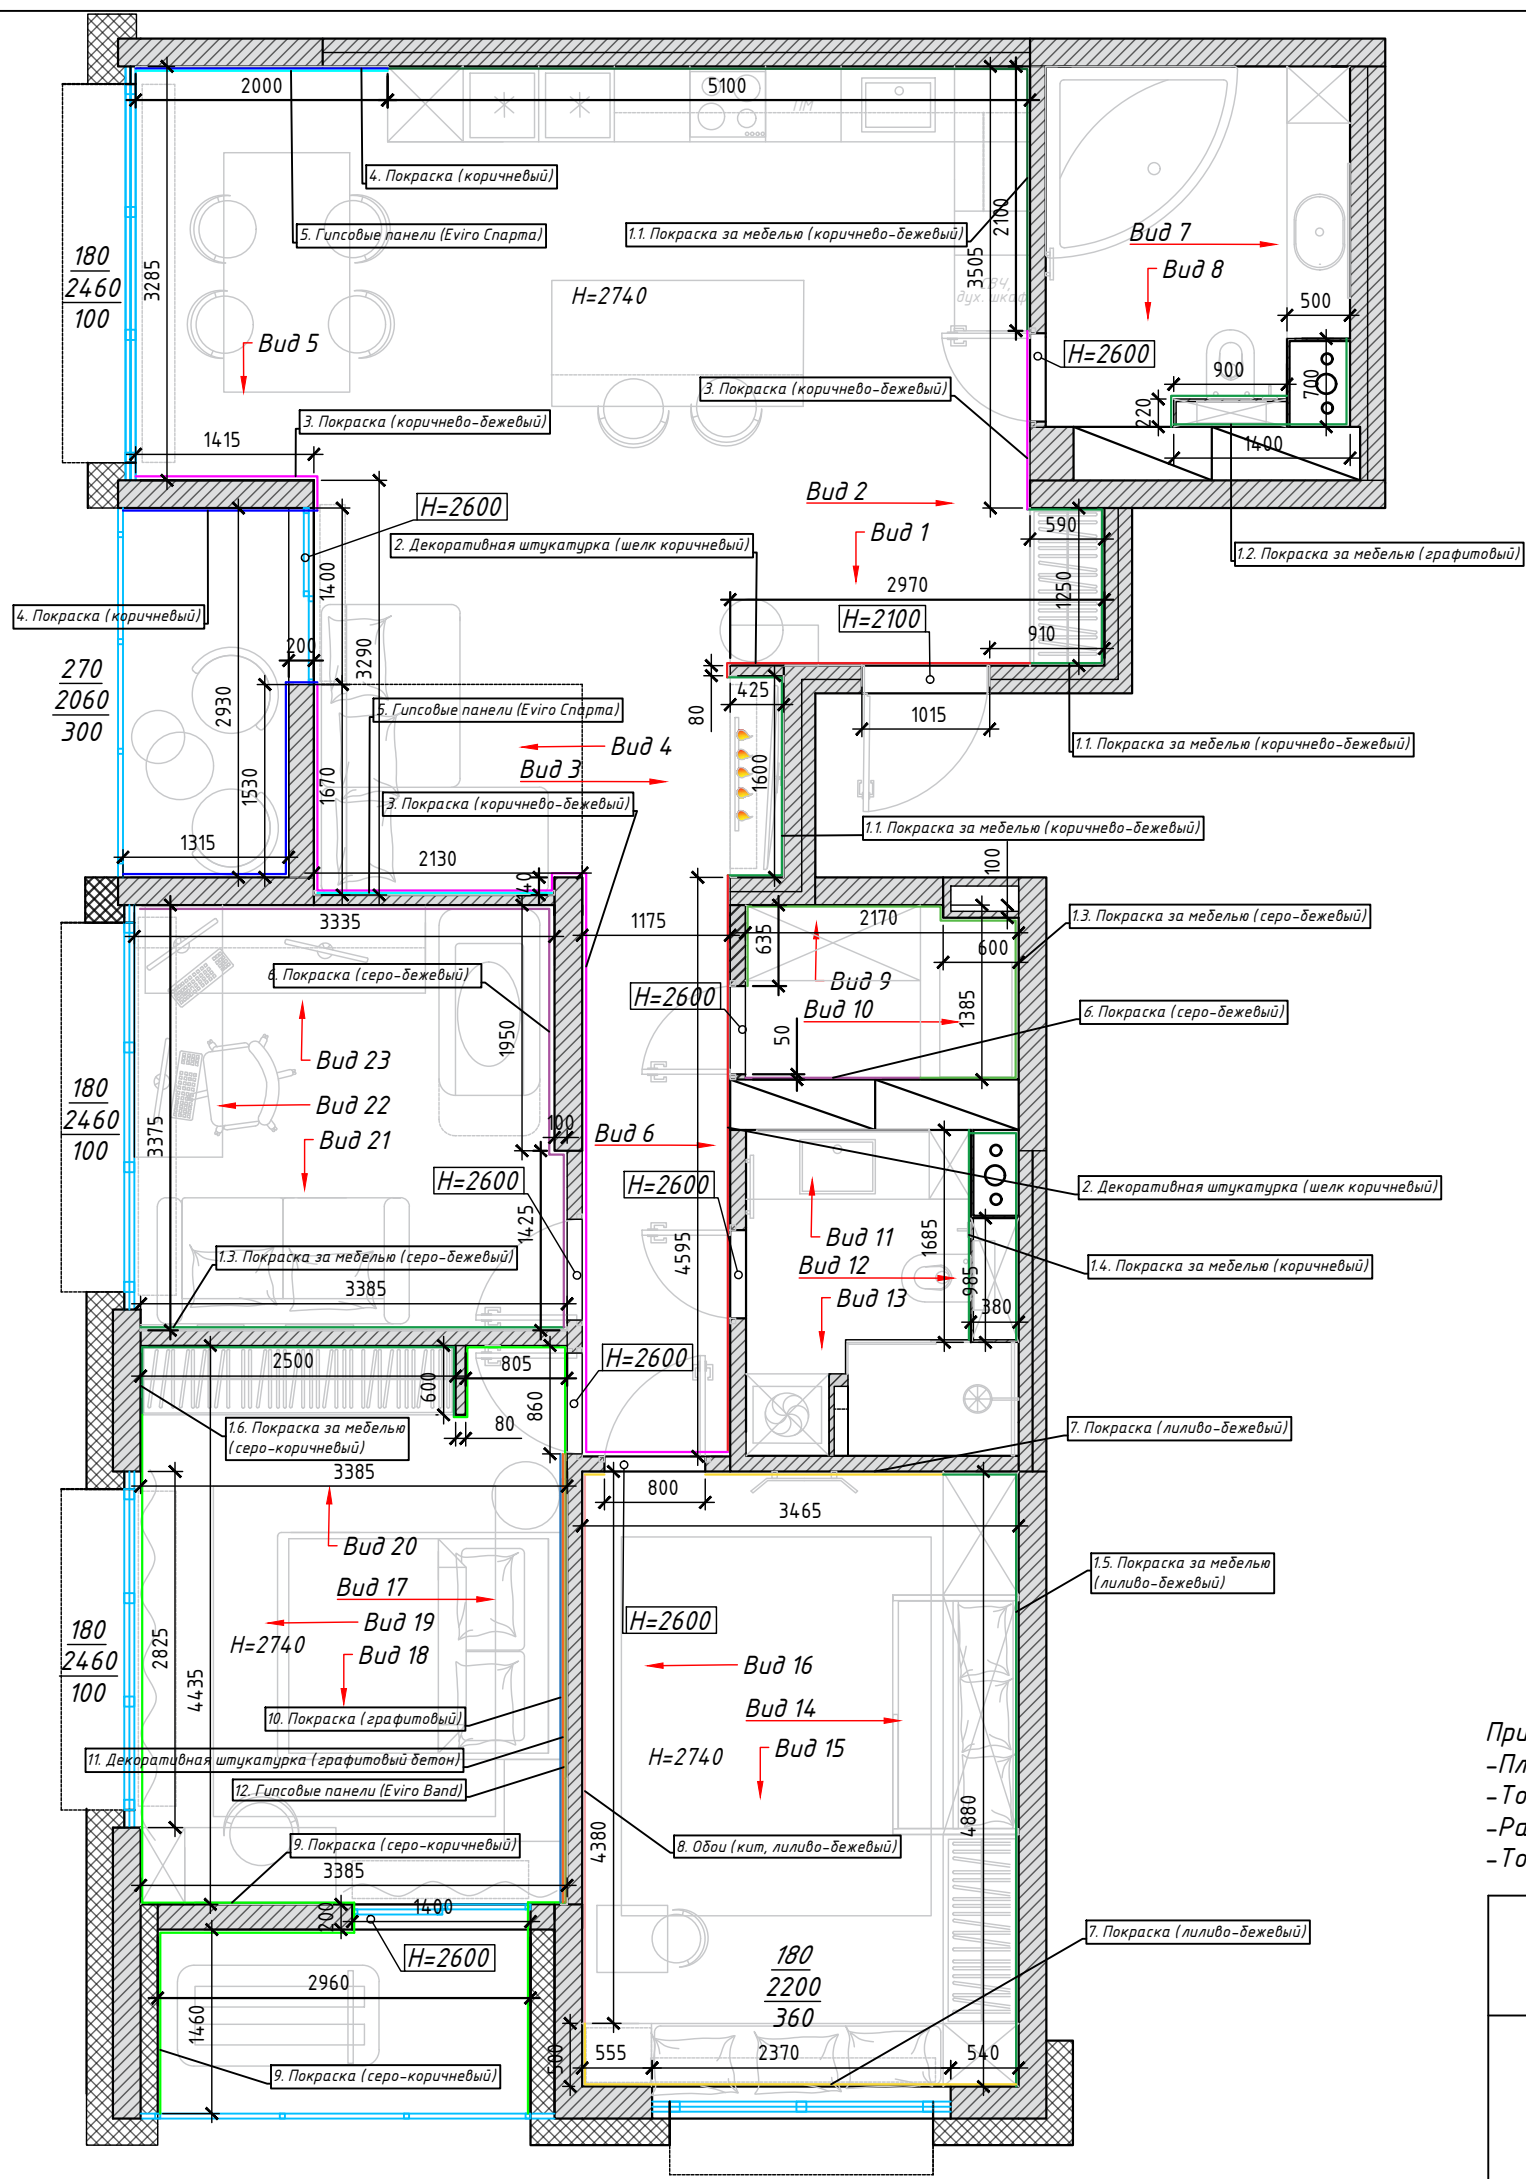 2000
5100
4. Покраска (коричневый)
ПМ
5. Гипсовые панели (Eviro Спарта)
1.1. Покраска за мебелью (коричнево-бежевый)
2100
3505
СВЧ,
дух. шкаф
Вид 7
Вид 8
180
2460
100
3285
H=2740
500
Вид 5
H=2600
900
700
220
1400
3. Покраска (коричнево-бежевый)
3. Покраска (коричнево-бежевый)
1415
H=2600
Вид 2
590
Вид 1
2. Декоративная штукатурка (шелк коричневый)
1.2. Покраска за мебелью (графитовый)
1400
2970
1250
4. Покраска (коричневый)
H=2100
200
3290
910
270
2060
300
2930
425
80
5. Гипсовые панели (Eviro Спарта)
1015
Вид 4
Вид 3
1.1. Покраска за мебелью (коричнево-бежевый)
1530
1670
1600
3. Покраска (коричнево-бежевый)
1.1. Покраска за мебелью (коричнево-бежевый)
1315
2130
40
100
3335
1175
635
2170
600
1.3. Покраска за мебелью (серо-бежевый)
6. Покраска (серо-бежевый)
H=2600
Вид 9
Вид 10
1385
6. Покраска (серо-бежевый)
1950
50
Вид 23
180
2460
100
Вид 22
3375
Вид 21
100
Вид 6
H=2600
H=2600
2. Декоративная штукатурка (шелк коричневый)
1425
Вид 11
1685
4595
1.3. Покраска за мебелью (серо-бежевый)
Вид 12
985
1.4. Покраска за мебелью (коричневый)
3385
Вид 13
380
2500
805
H=2600
600
860
80
1.6. Покраска за мебелью
(серо-коричневый)
7. Покраска (лиливо-бежевый)
3385
800
3465
Вид 20
1.5. Покраска за мебелью
(лиливо-бежевый)
Вид 17
Вид 19
H=2600
180
2460
100
2825
H=2740
Вид 18
Вид 16
4435
10. Покраска (графитовый)
Вид 14
11. Декоративная штукатурка (графитовый бетон)
H=2740
Вид 15
При
-Пл
-То
-Ра
-То
12. Гипсовые панели (Eviro Band)
9. Покраска (серо-коричневый)
4380
8. Обои (кит, лиливо-бежевый)
4880
3385
200
1400
H=2600
7. Покраска (лиливо-бежевый)
180
2200
360
2960
1460
500
555
2370
540
9. Покраска (серо-коричневый)